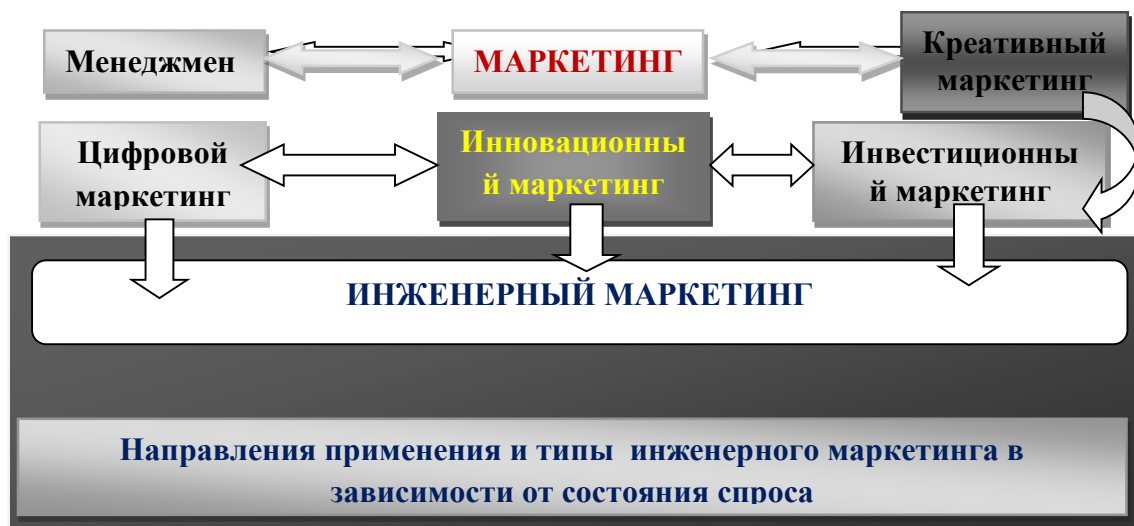 Менеджмен
МАРКЕТИНГ
Креативный
маркетинг
Цифровой
маркетинг
Инновационны
й маркетинг
Инвестиционны
й маркетинг
ИНЖЕНЕРНЫЙ МАРКЕТИНГ
Направления применения и типы инженерного маркетинга в
зависимости от состояния спроса